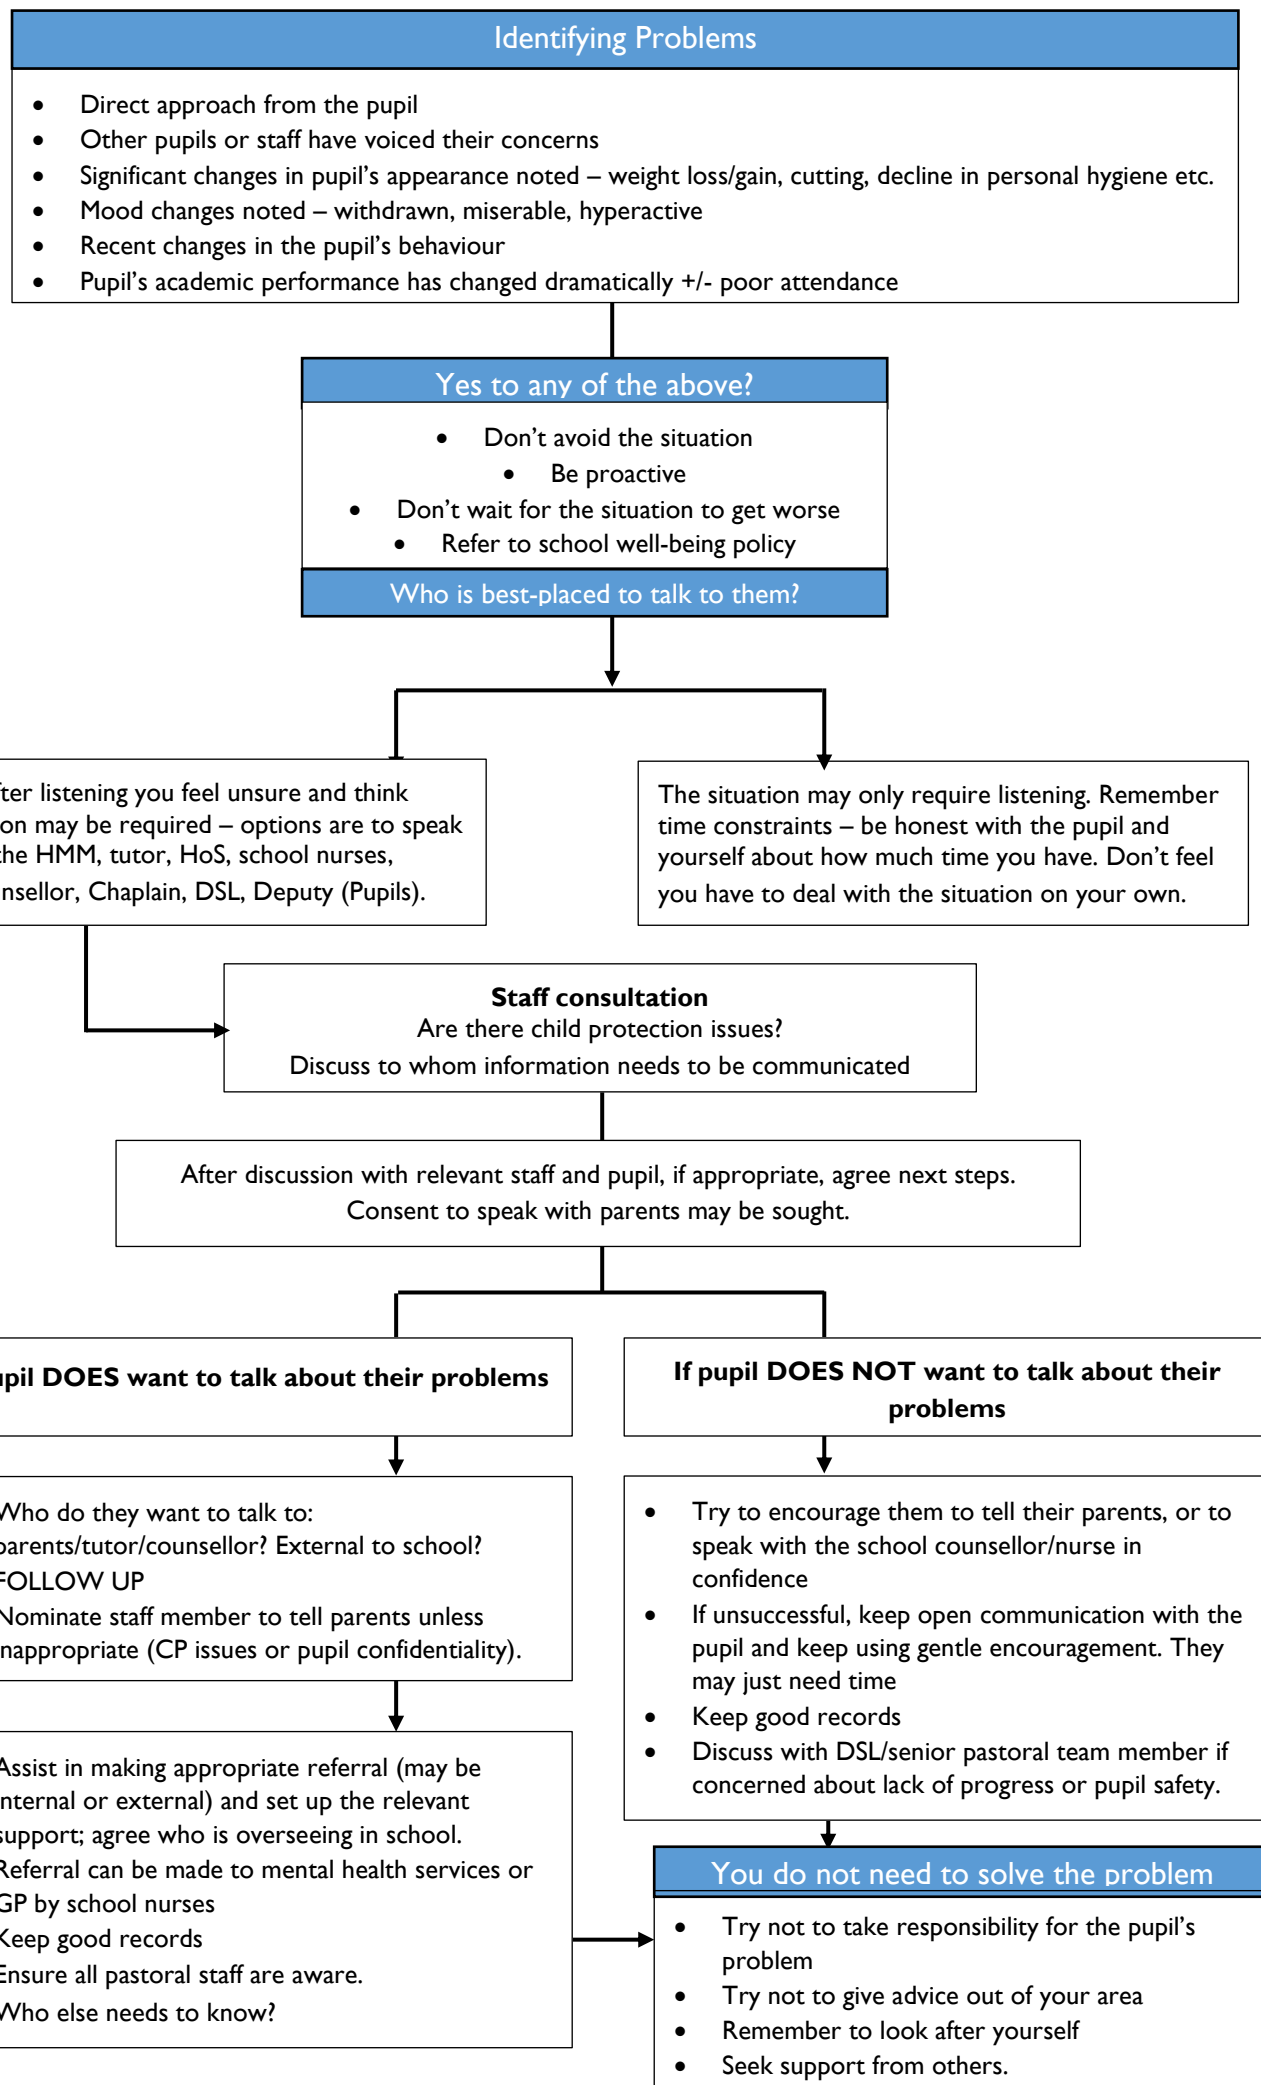 Identifying Problems
• Direct approach from the pupil
• Other pupils or staff have voiced their concerns
• Significant changes in pupil's appearance noted – weight loss/gain, cutting, decline in personal hygiene etc.
• Mood changes noted – withdrawn, miserable, hyperactive
• Recent changes in the pupil's behaviour
• Pupil's academic performance has changed dramatically +/- poor attendance
Yes to any of the above?
• Don't avoid the situation
• Be proactive
• Don't wait for the situation to get worse
• Refer to school well-being policy
Who is best-placed to talk to them?
fter listening you feel unsure and think
on may be required – options are to speak
the HMM, tutor, HoS, school nurses,
nsellor, Chaplain, DSL, Deputy (Pupils).
The situation may only require listening. Remember
time constraints – be honest with the pupil and
yourself about how much time you have. Don't feel
you have to deal with the situation on your own.
Staff consultation
Are there child protection issues?
Discuss to whom information needs to be communicated
After discussion with relevant staff and pupil, if appropriate, agree next steps.
Consent to speak with parents may be sought.
upil DOES want to talk about their problems
Who do they want to talk to:
parents/tutor/counsellor? External to school?
FOLLOW UP
Nominate staff member to tell parents unless
inappropriate (CP issues or pupil confidentiality).
Assist in making appropriate referral (may be
internal or external) and set up the relevant
support; agree who is overseeing in school.
Referral can be made to mental health services or
GP by school nurses
Keep good records
Ensure all pastoral staff are aware.
Who else needs to know?
If pupil DOES NOT want to talk about their
problems
• Try to encourage them to tell their parents, or to
speak with the school counsellor/nurse in
confidence
• If unsuccessful, keep open communication with the
pupil and keep using gentle encouragement. They
may just need time
• Keep good records
• Discuss with DSL/senior pastoral team member if
concerned about lack of progress or pupil safety.
You do not need to solve the problem
• Try not to take responsibility for the pupil's
problem
• Try not to give advice out of your area
• Remember to look after yourself
• Seek support from others.